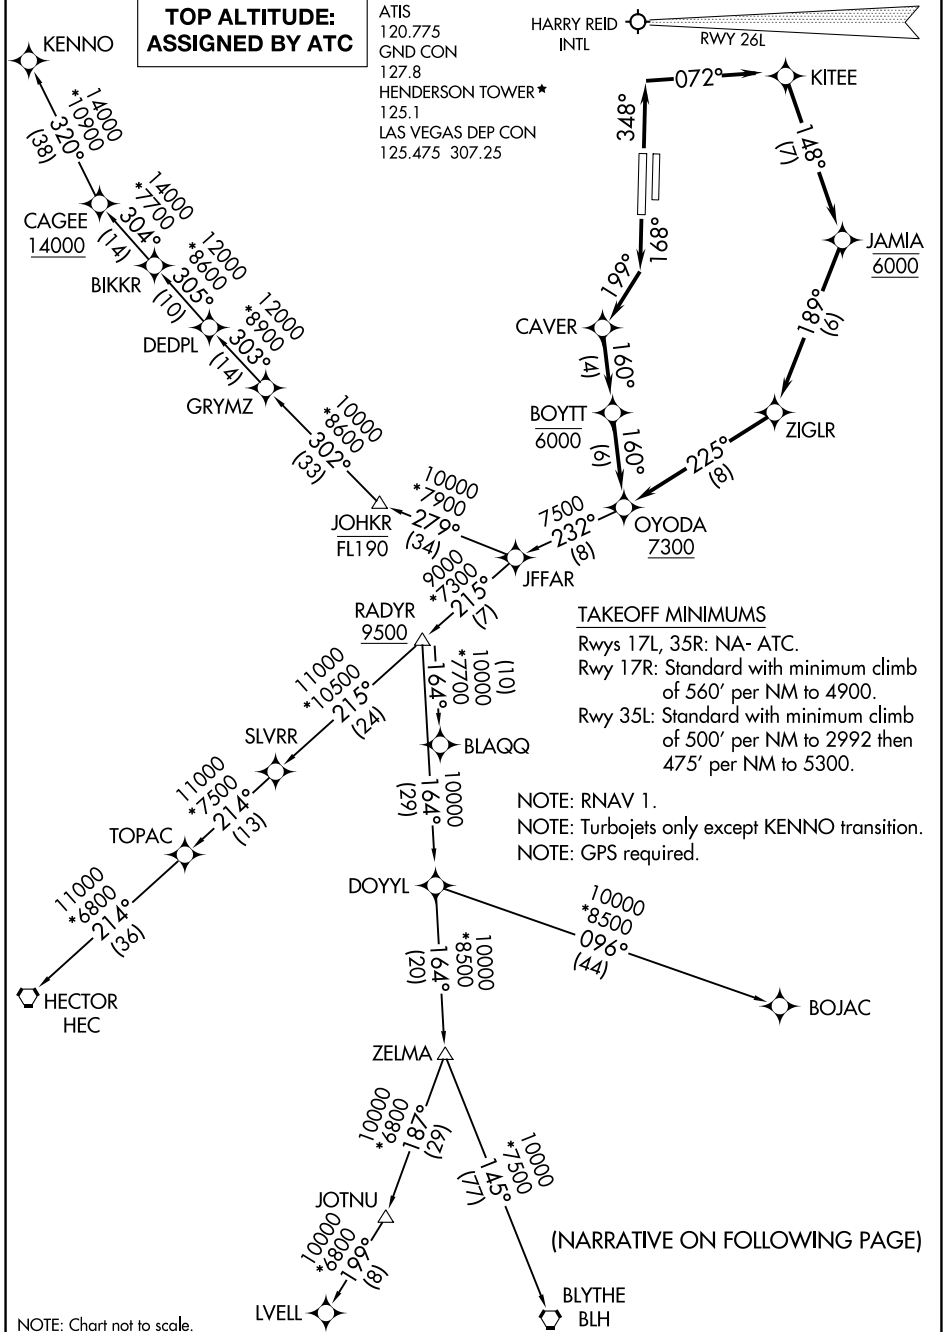 TOP ALTITUDE:
ASSIGNED BY ATC
ATIS
120.775
GND CON
127.8
HENDERSON TOWER★
125.1
LAS VEGAS DEP CON
125.475 307.25
HARRY REID
INTL
RWY 26L
KENNO
14000
*10900
320°
(38)
CAGEE
14000
14000
*7700
304°
(14)
BIKKR
12000
*8600
305°
(10)
DEDPL
12000
*8900
303°
(14)
GRYMZ
10000
*8600
302°
(33)
JOHKR
FL190
10000
*7900
279°
(34)
JFFAR
348°
072°
KITEE
148°
(7)
JAMIA
6000
189°
(6)
ZIGLR
225°
(8)
168°
199°
CAVER
160°
(4)
BOYTT
6000
160°
(6)
OYODA
7300
7500
232°
(8)
9000
*7300
215°
(7)
RADYR
9500
TAKEOFF MINIMUMS
Rwys 17L, 35R: NA- ATC.
Rwy 17R: Standard with minimum climb
of 560' per NM to 4900.
Rwy 35L: Standard with minimum climb
of 500' per NM to 2992 then
475' per NM to 5300.
NOTE: RNAV 1.
NOTE: Turbojets only except KENNO transition.
NOTE: GPS required.
(10)
10000
*7700
164°
BLAQQ
11000
*10500
215°
(24)
SLVRR
11000
*7500
214°
(13)
TOPAC
11000
*6800
214°
(36)
HECTOR
HEC
10000
164°
(29)
DOYYL
10000
*8500
096°
(44)
BOJAC
10000
*8500
164°
(20)
ZELMA
10000
*6800
187°
(29)
JOTNU
10000
*6800
199°
(8)
LVELL
10000
*7500
145°
(77)
BLYTHE
BLH
(NARRATIVE ON FOLLOWING PAGE)
NOTE: Chart not to scale.